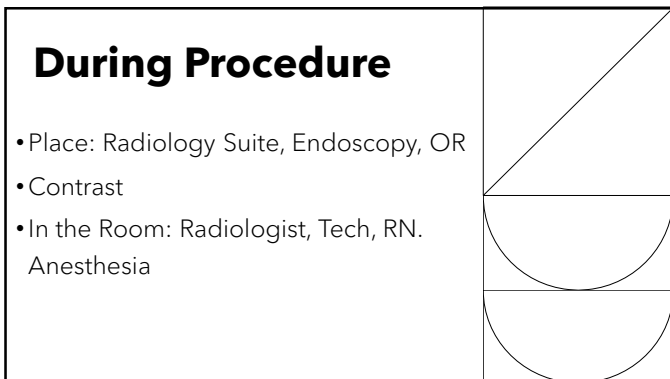 During Procedure
• Place: Radiology Suite, Endoscopy, OR
• Contrast
• In the Room: Radiologist, Tech, RN.
Anesthesia